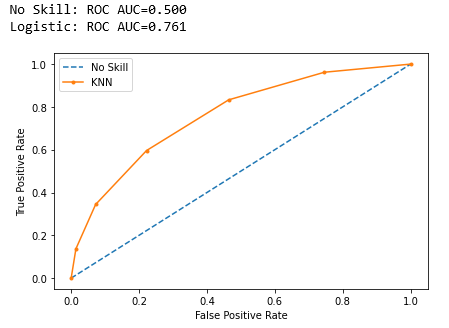 No Skill: ROC AUC=0.500
Logistic: ROC AUC=0.761
No Skill
KNN
True Positive Rate
1.0
0.8
0.6
0.4
0.2
0.0
0.0 0.2 0.4 0.6 0.8 1.0
False Positive Rate